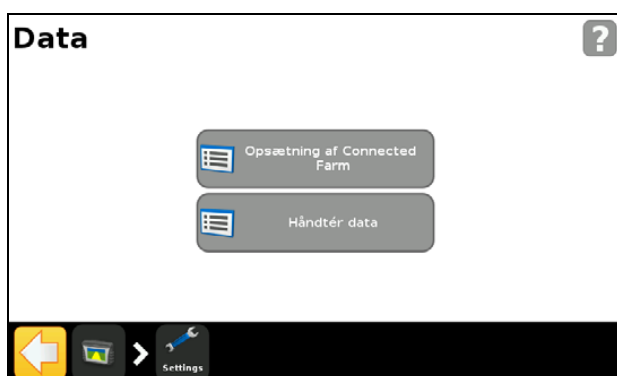 Data
?
Opsætning af Connected
Farm
Håndtér data
Settings